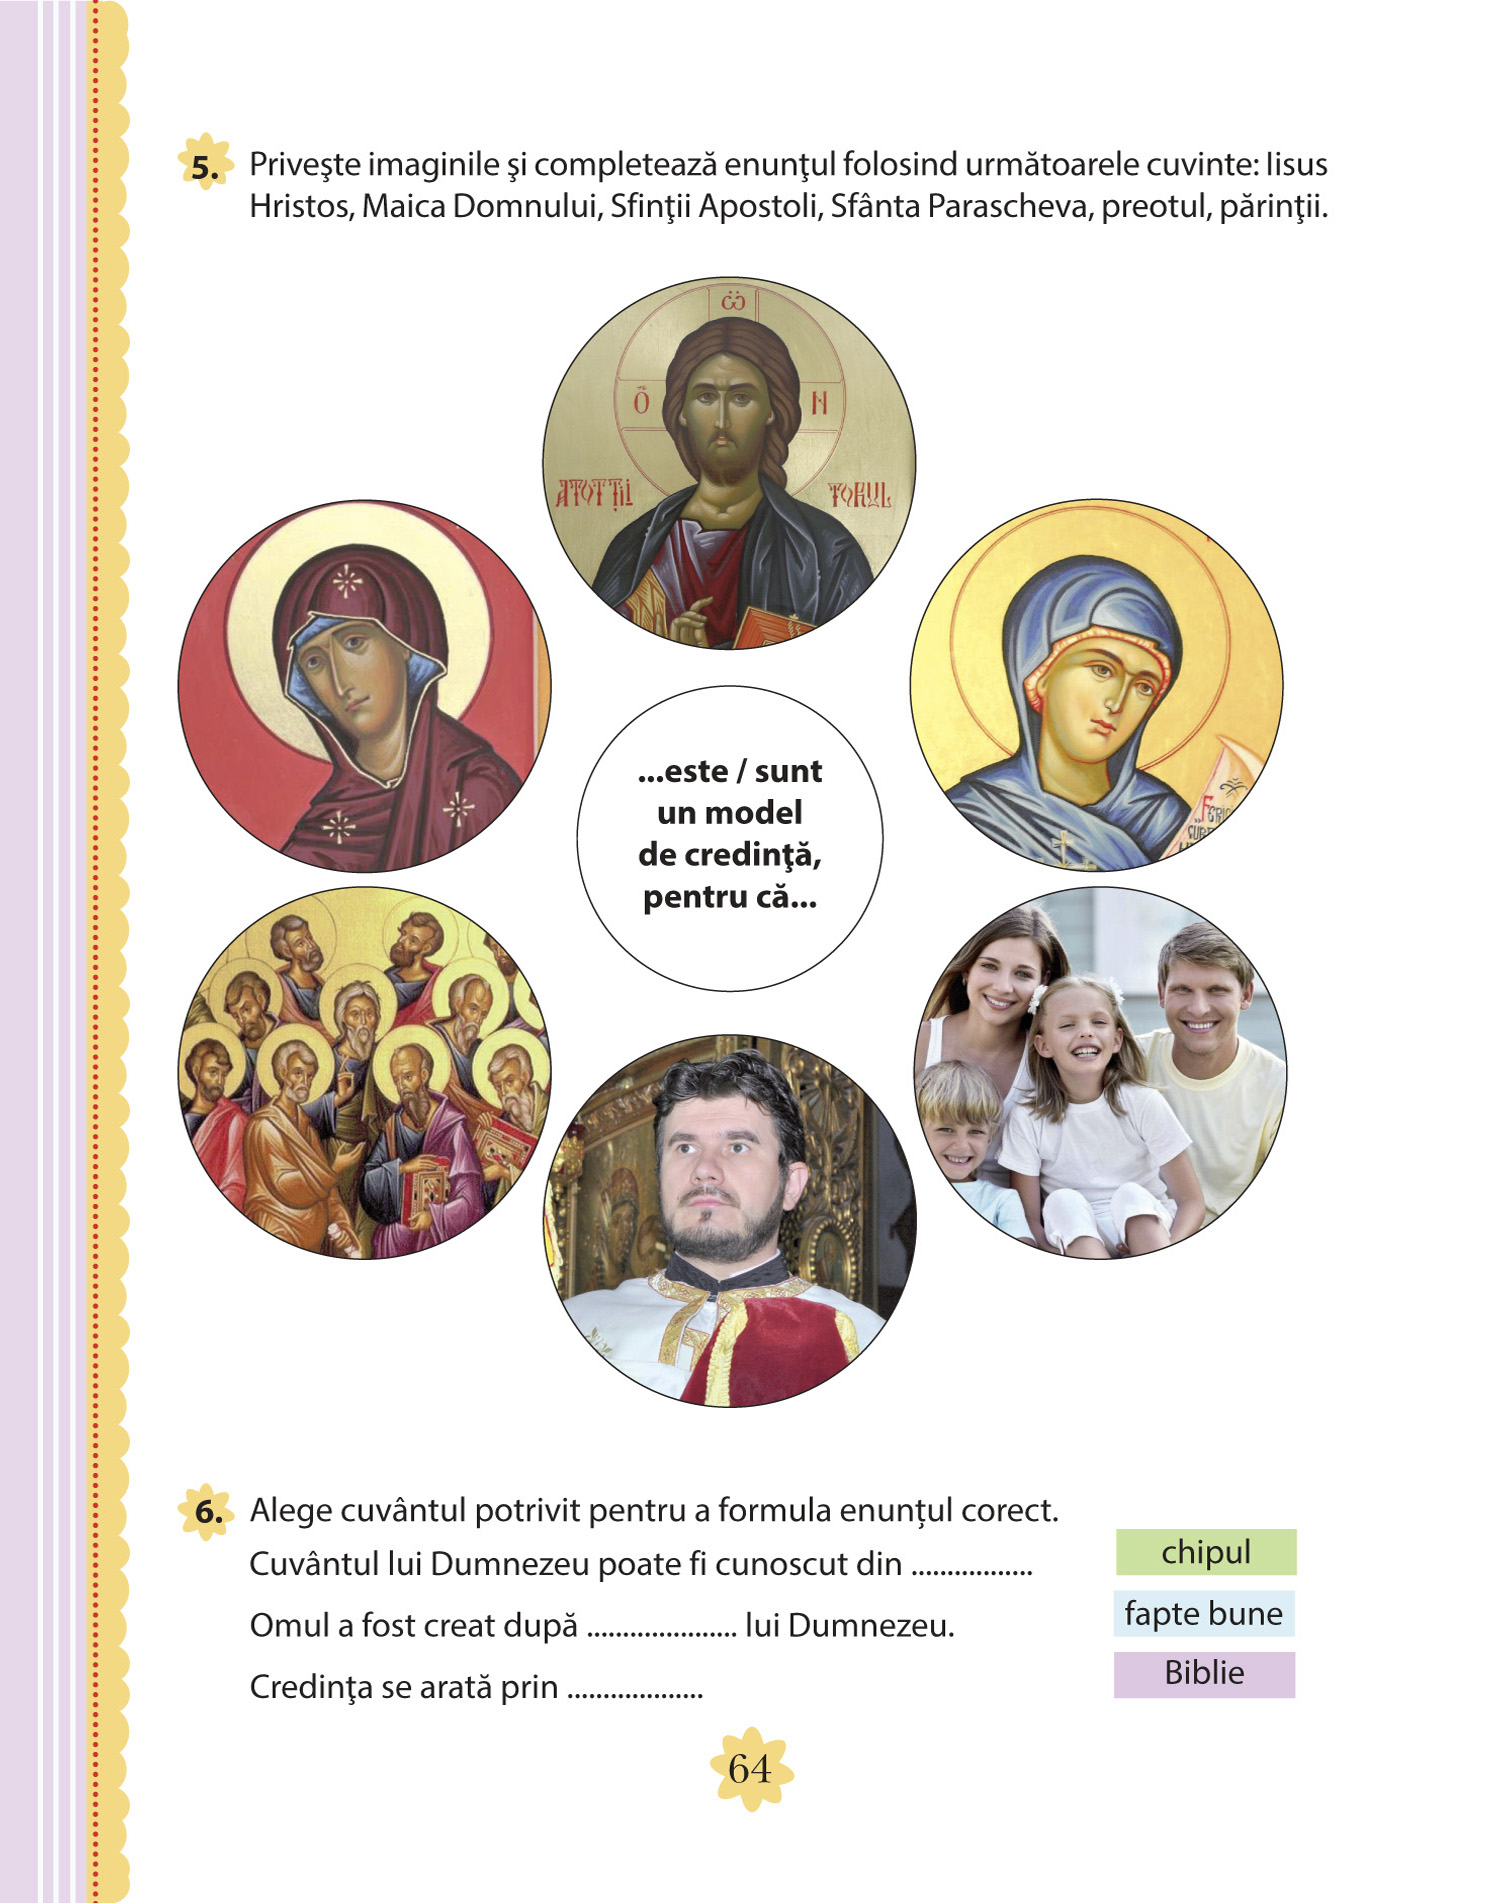 5. Priveşte imaginile şi completează enunţul folosind următoarele cuvinte: Iisus
Hristos, Maica Domnului, Sfinţii Apostoli, Sfânta Parascheva, preotul, părinţii.
Ѿ
Ὁ Ν
ATOTȚII TORUL
...este / sunt
un model
de credinţă,
pentru că...
6. Alege cuvântul potrivit pentru a formula enunțul corect.
Cuvântul lui Dumnezeu poate fi cunoscut din .................
chipul
Omul a fost creat după ..................... lui Dumnezeu.
fapte bune
Credinţa se arată prin ...................
Biblie
64